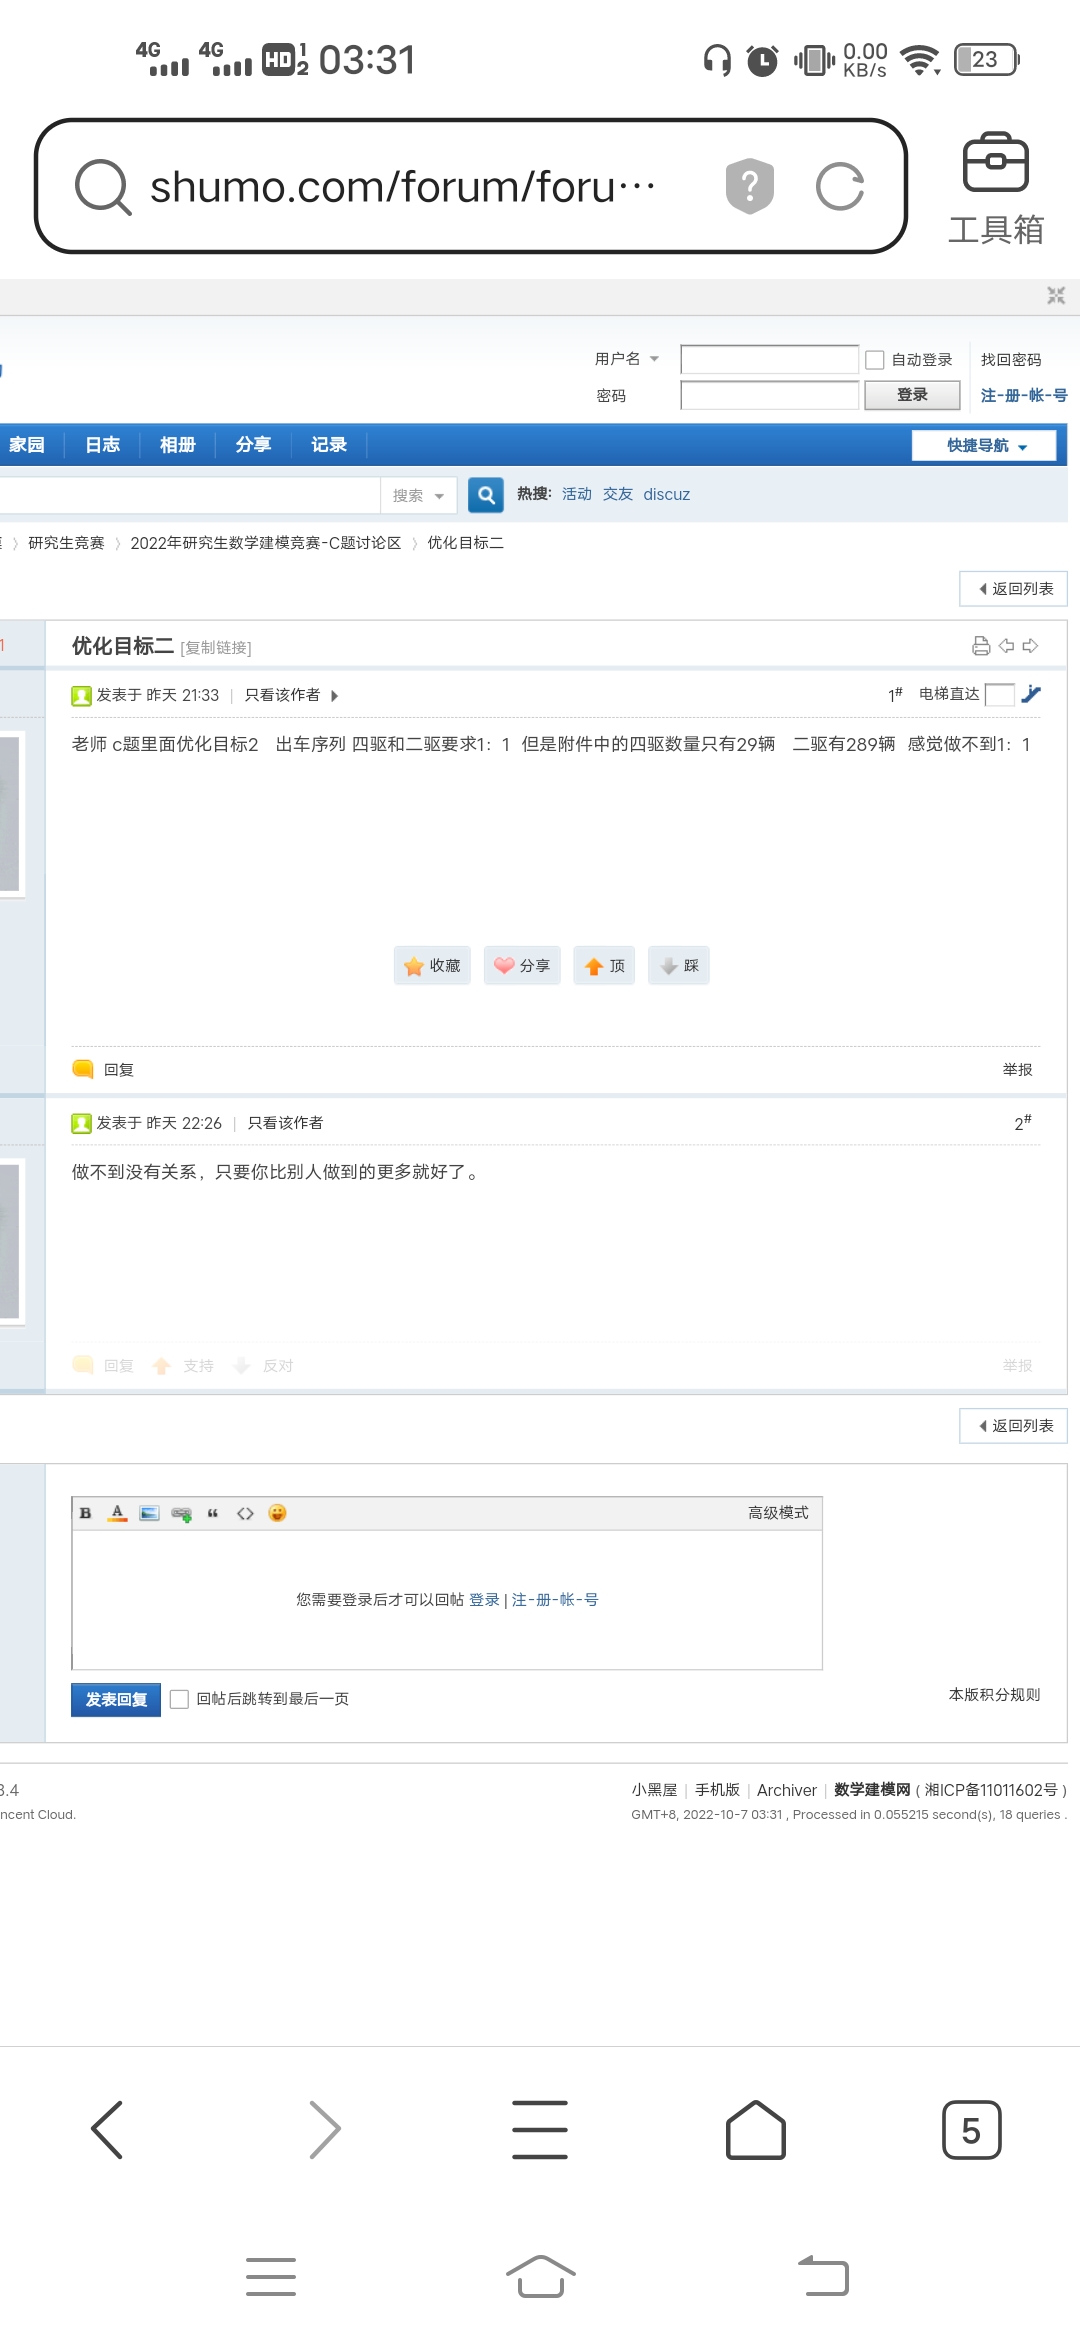 4G 4G HD 1 2 03:31 0.00 KB/s 23
shumo.com/forum/foru···
工具箱
用户名 自动登录 找回密码
密码 登录 注-册-帐-号
家园 日志 相册 分享 记录 快捷导航
搜索 热搜: 活动 交友 discuz
研究生竞赛 〉 2022年研究生数学建模竞赛-C题讨论区 〉 优化目标二
返回列表
1 优化目标二 [复制链接]
发表于 昨天 21:33 | 只看该作者 1# 电梯直达
老师 c题里面优化目标2 出车序列 四驱和二驱要求1：1 但是附件中的四驱数量只有29辆 二驱有289辆 感觉做不到1：1
收藏 分享 顶 踩
回复 举报
发表于 昨天 22:26 | 只看该作者 2#
做不到没有关系，只要你比别人做到的更多就好了。
回复 支持 反对 举报
返回列表
B A “ <> 高级模式
您需要登录后才可以回帖 登录 | 注-册-帐-号
发表回复 回帖后跳转到最后一页 本版积分规则
3.4 小黑屋 | 手机版 | Archiver | 数学建模网 ( 湘ICP备11011602号 )
ncent Cloud. GMT+8, 2022-10-7 03:31 , Processed in 0.055215 second(s), 18 queries .
5